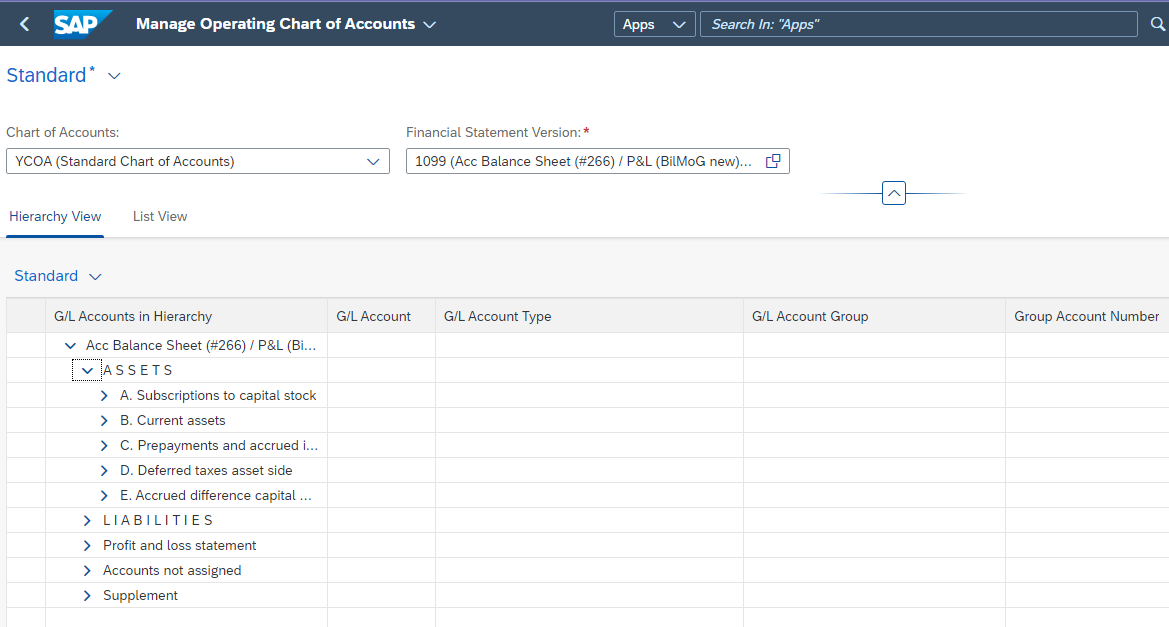 SAP Manage Operating Chart of Accounts Apps Search In: "Apps"
Standard*
Chart of Accounts: Financial Statement Version:*
YCOA (Standard Chart of Accounts) 1099 (Acc Balance Sheet (#266) / P&L (BilMoG new)...
Hierarchy View List View
Standard
G/L Accounts in Hierarchy G/L Account G/L Account Type G/L Account Group Group Account Number
Acc Balance Sheet (#266) / P&L (Bi...
A S S E T S
A. Subscriptions to capital stock
B. Current assets
C. Prepayments and accrued i...
D. Deferred taxes asset side
E. Accrued difference capital ...
L I A B I L I T I E S
Profit and loss statement
Accounts not assigned
Supplement